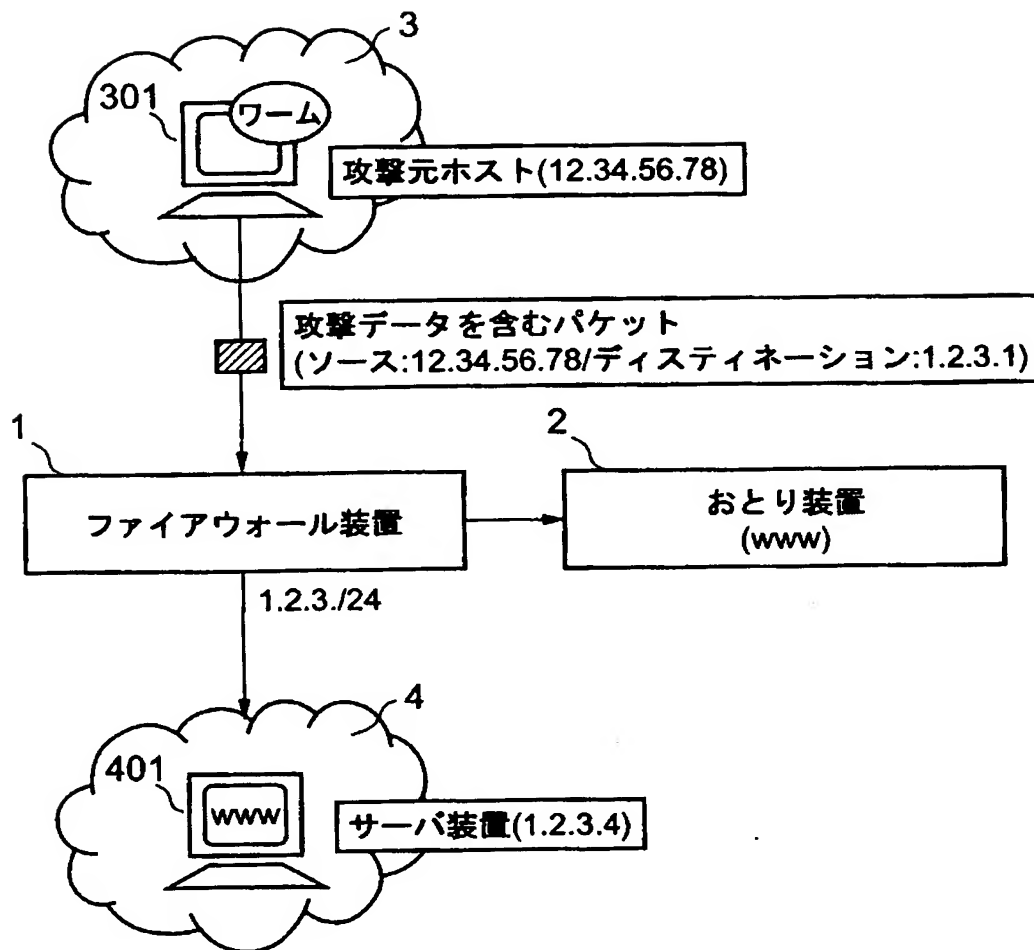 3
301
ワーム
攻撃元ホスト(12.34.56.78)
攻撃データを含むパケット
(ソース:12.34.56.78/ディスティネーション:1.2.3.1)
1
2
ファイアウォール装置
おとり装置
(www)
1.2.3./24
4
401
www
サーバ装置(1.2.3.4)